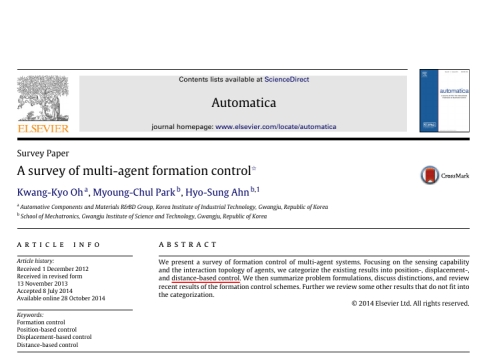 Contents lists available at ScienceDirect
Automatica
journal homepage: www.elsevier.com/locate/automatica
ELSEVIER
automatica
Survey Paper
A survey of multi-agent formation control☆
CrossMark
Kwang-Kyo Oh a, Myoung-Chul Park b, Hyo-Sung Ahn b,1
a Automotive Components and Materials R&BD Group, Korea Institute of Industrial Technology, Gwangju, Republic of Korea
b School of Mechatronics, Gwangju Institute of Science and Technology, Gwangju, Republic of Korea
ARTICLE INFO
Article history:
Received 1 December 2012
Received in revised form
13 November 2013
Accepted 8 July 2014
Available online 28 October 2014
Keywords:
Formation control
Position-based control
Displacement-based control
Distance-based control
ABSTRACT
We present a survey of formation control of multi-agent systems. Focusing on the sensing capability
and the interaction topology of agents, we categorize the existing results into position-, displacement-,
and distance-based control. We then summarize problem formulations, discuss distinctions, and review
recent results of the formation control schemes. Further we review some other results that do not fit into
the categorization.
© 2014 Elsevier Ltd. All rights reserved.